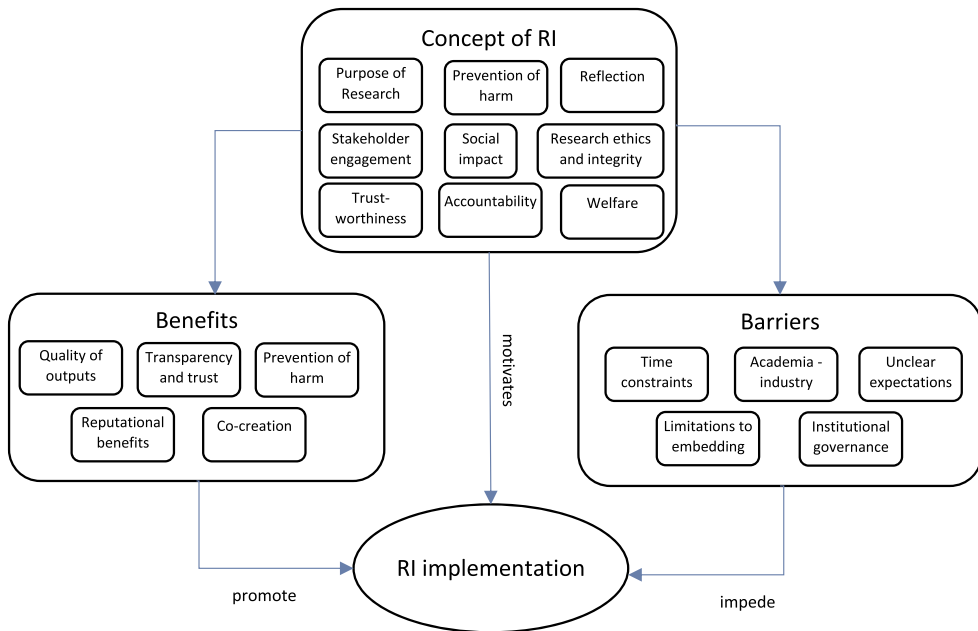 Concept of RI
Purpose of
Research
Prevention of
harm
Reflection
Stakeholder
engagement
Social
impact
Research ethics
and integrity
Trust-
worthiness
Accountability
Welfare
Benefits
Quality of
outputs
Transparency
and trust
Prevention of
harm
Reputational
benefits
Co-creation
motivates
Barriers
Time
constraints
Academia -
industry
Unclear
expectations
Limitations to
embedding
Institutional
governance
RI implementation
promote
impede